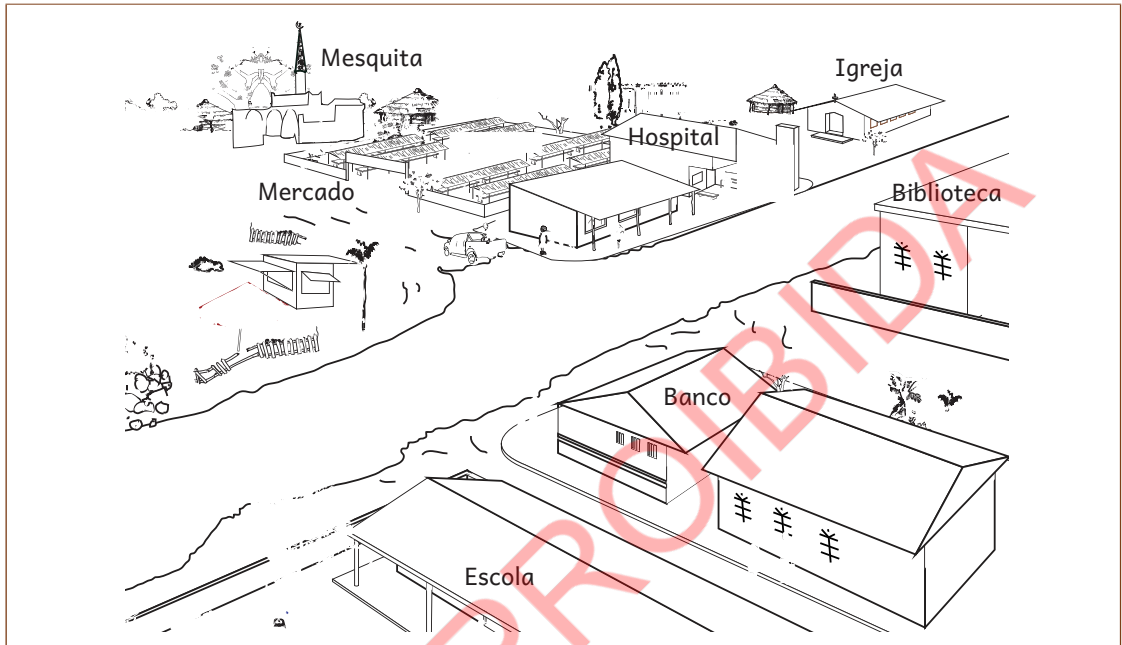 Mesquita
Igreja
Hospital
Mercado
Biblioteca
Banco
Escola
PROIBIDA